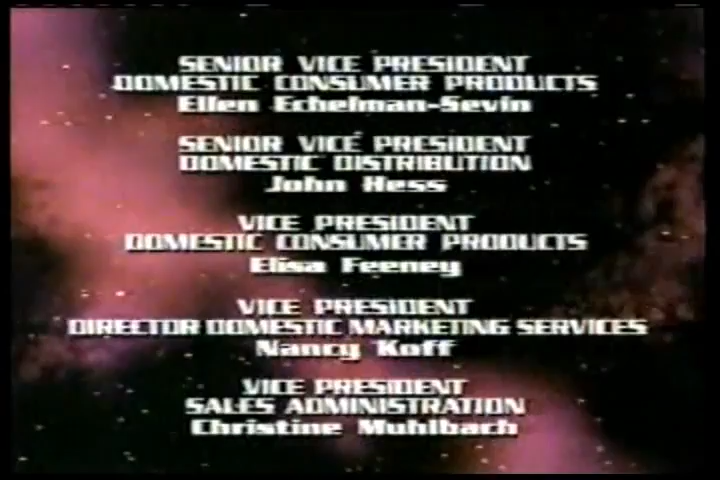 SENIOR VICE PRESIDENT
DOMESTIC CONSUMER PRODUCTS
Ellen Echelman-Sevin
SENIOR VICE PRESIDENT
DOMESTIC DISTRIBUTION
John Hess
VICE PRESIDENT
DOMESTIC CONSUMER PRODUCTS
Elisa Feeney
VICE PRESIDENT
DIRECTOR DOMESTIC MARKETING SERVICES
Nancy Koff
VICE PRESIDENT
SALES ADMINISTRATION
Christine Muhlbach